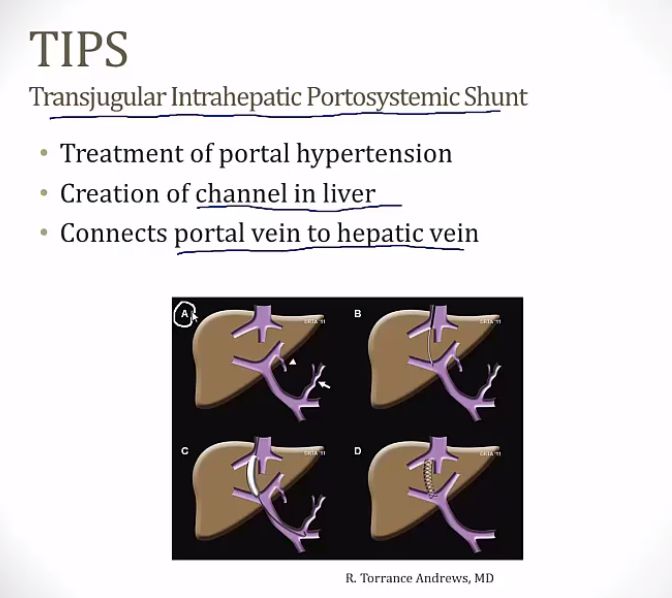 TIPS
Transjugular Intrahepatic Portosystemic Shunt
• Treatment of portal hypertension
• Creation of channel in liver
• Connects portal vein to hepatic vein
A
B
C
D
R. Torrance Andrews, MD